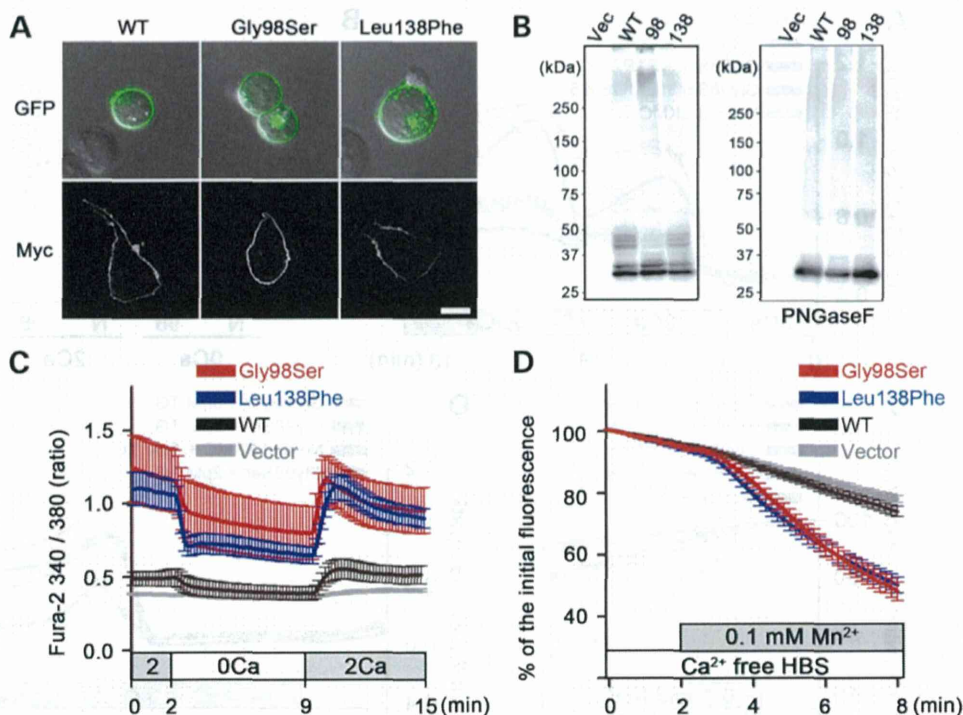 A
WT Gly98Ser Leu138Phe
GFP
Myc
B
Vec WT 98 138
(kDa)
250
150
100
75
50
37
25
Vec WT 98 138
(kDa)
250
150
100
75
50
37
25
PNGaseF
C
Gly98Ser
Leu138Phe
WT
Vector
Fura-2 340 / 380 (ratio)
1.5
1.0
0.5
0.0
2 0Ca 2Ca
0 2 9 15 (min)
D
Gly98Ser
Leu138Phe
WT
Vector
% of the initial fluorescence
100
80
60
40
0.1 mM Mn²⁺
Ca²⁺ free HBS
0 2 4 6 8 (min)